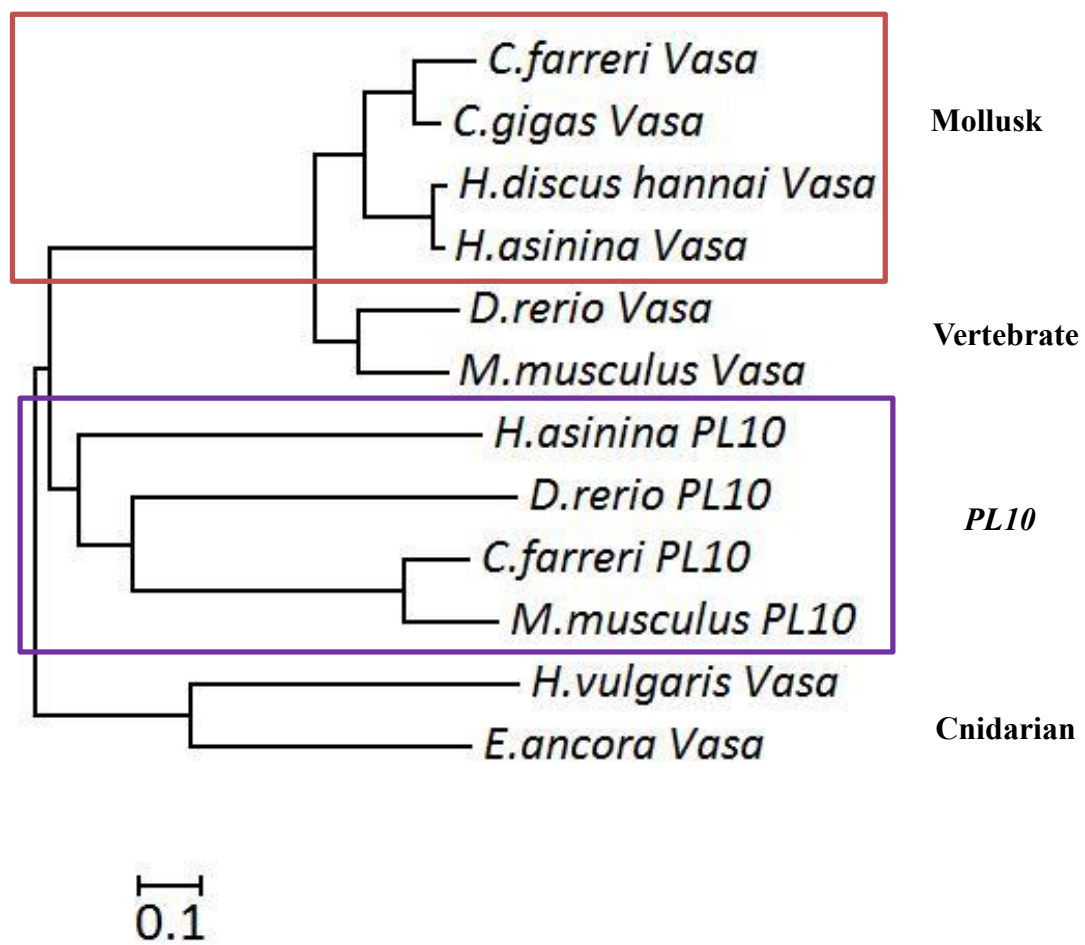 C.farreri Vasa
C.gigas Vasa
Mollusk
H.discus hannai Vasa
H.asinina Vasa
D.rerio Vasa
Vertebrate
M.musculus Vasa
H.asinina PL10
D.rerio PL10
PL10
C.farreri PL10
M.musculus PL10
H.vulgaris Vasa
Cnidarian
E.ancora Vasa
0.1